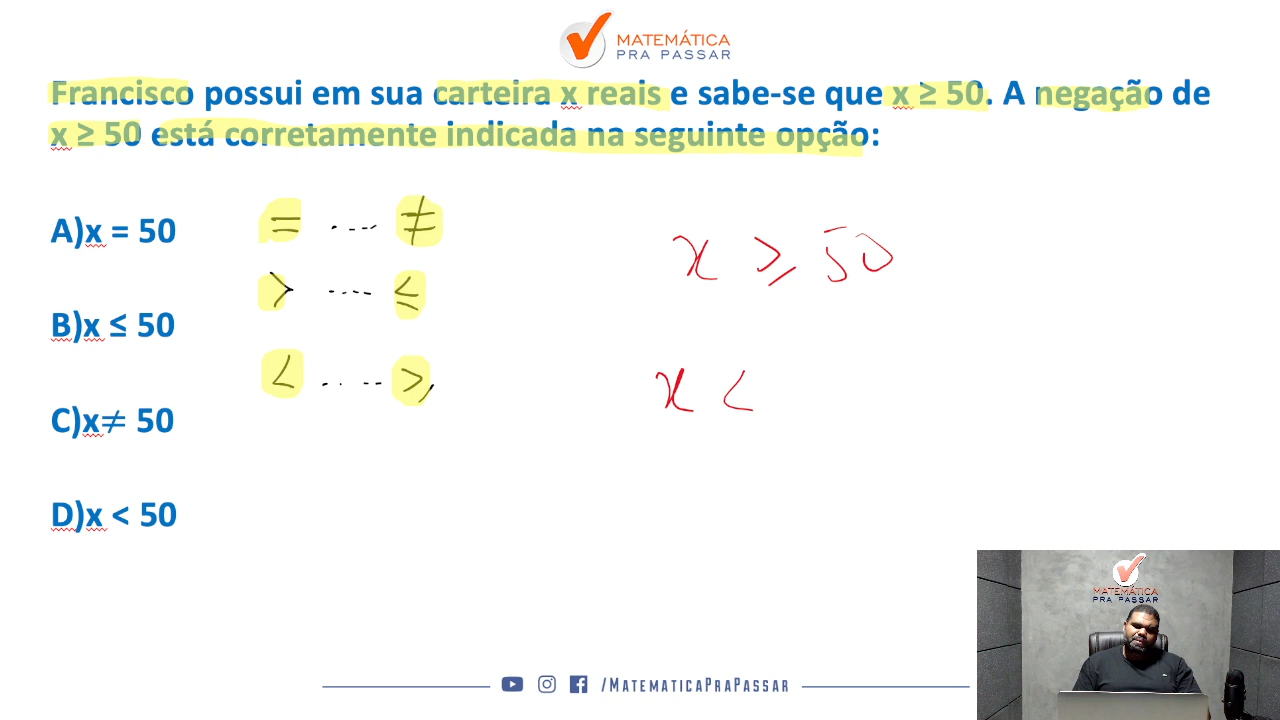 MATEMÁTICA
PRA PASSAR
Francisco possui em sua carteira x reais e sabe-se que x ≥ 50. A negação de
x ≥ 50 está corretamente indicada na seguinte opção:
A)x = 50
= ..... ≠
x ≥ 50
> ..... ≤
B)x ≤ 50
< ..... >,
x <
C)x≠ 50
D)x < 50
MATEMÁTICA
PRA PASSAR
/MATEMATICAPRAPASSAR